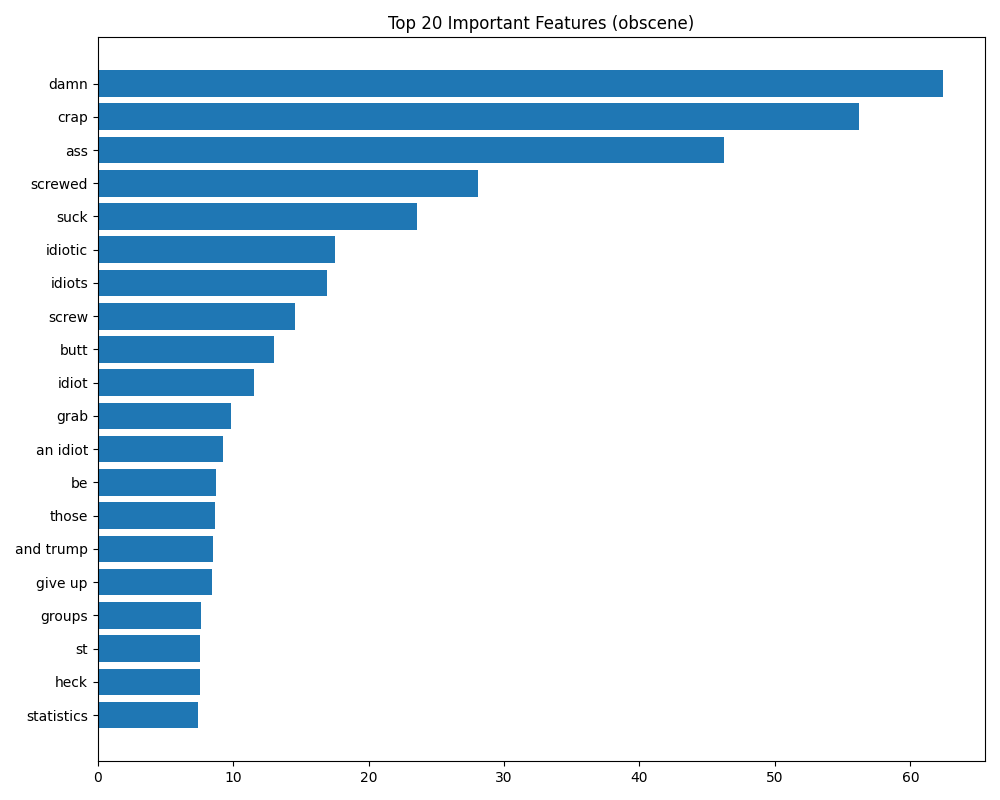 Top 20 Important Features (obscene)
damn
crap
ass
screwed
suck
idiotic
idiots
screw
butt
idiot
grab
an idiot
be
those
and trump
give up
groups
st
heck
statistics
0 10 20 30 40 50 60